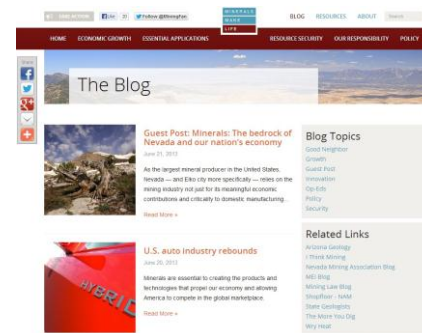 TAKE ACTION Like Follow @MiningFan
MINERALS
MAKE
LIFE
BLOG RESOURCES ABOUT Search
HOME ECONOMIC GROWTH ESSENTIAL APPLICATIONS RESOURCE SECURITY OUR RESPONSIBILITY POLICY
Share
The Blog
Guest Post: Minerals: The bedrock of
Nevada and our nation's economy
June 21, 2013
As the largest mineral producer in the United States,
Nevada — and Elko city more specifically — relies on the
mining industry not just for its meaningful economic
contributions and criticality to domestic manufacturing...
Read More »
U.S. auto industry rebounds
June 20, 2013
Minerals are essential to creating the products and
technologies that propel our economy and allowing
America to compete in the global marketplace.
Read More »
HYBRID
Blog Topics
Good Neighbor
Growth
Guest Post
Innovation
Op-Eds
Policy
Security
Related Links
Arizona Geology
I Think Mining
Nevada Mining Association Blog
MEI Blog
Mining Law Blog
Shopfloor - NAM
State Geologists
The More You Dig
Wry Heat